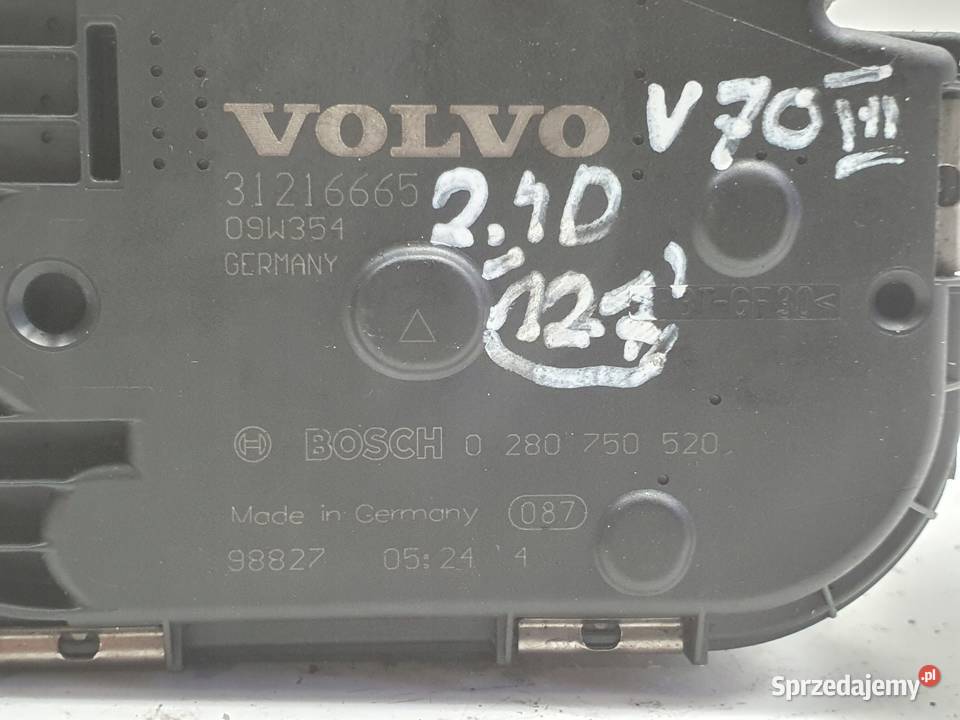 VOLVO
V70 III
31216665
2.4D
09W354
GERMANY
'12r'
BOSCH 0 280 750 520
Made in Germany 087
98827 05:24 4
Sprzedajemy.pl